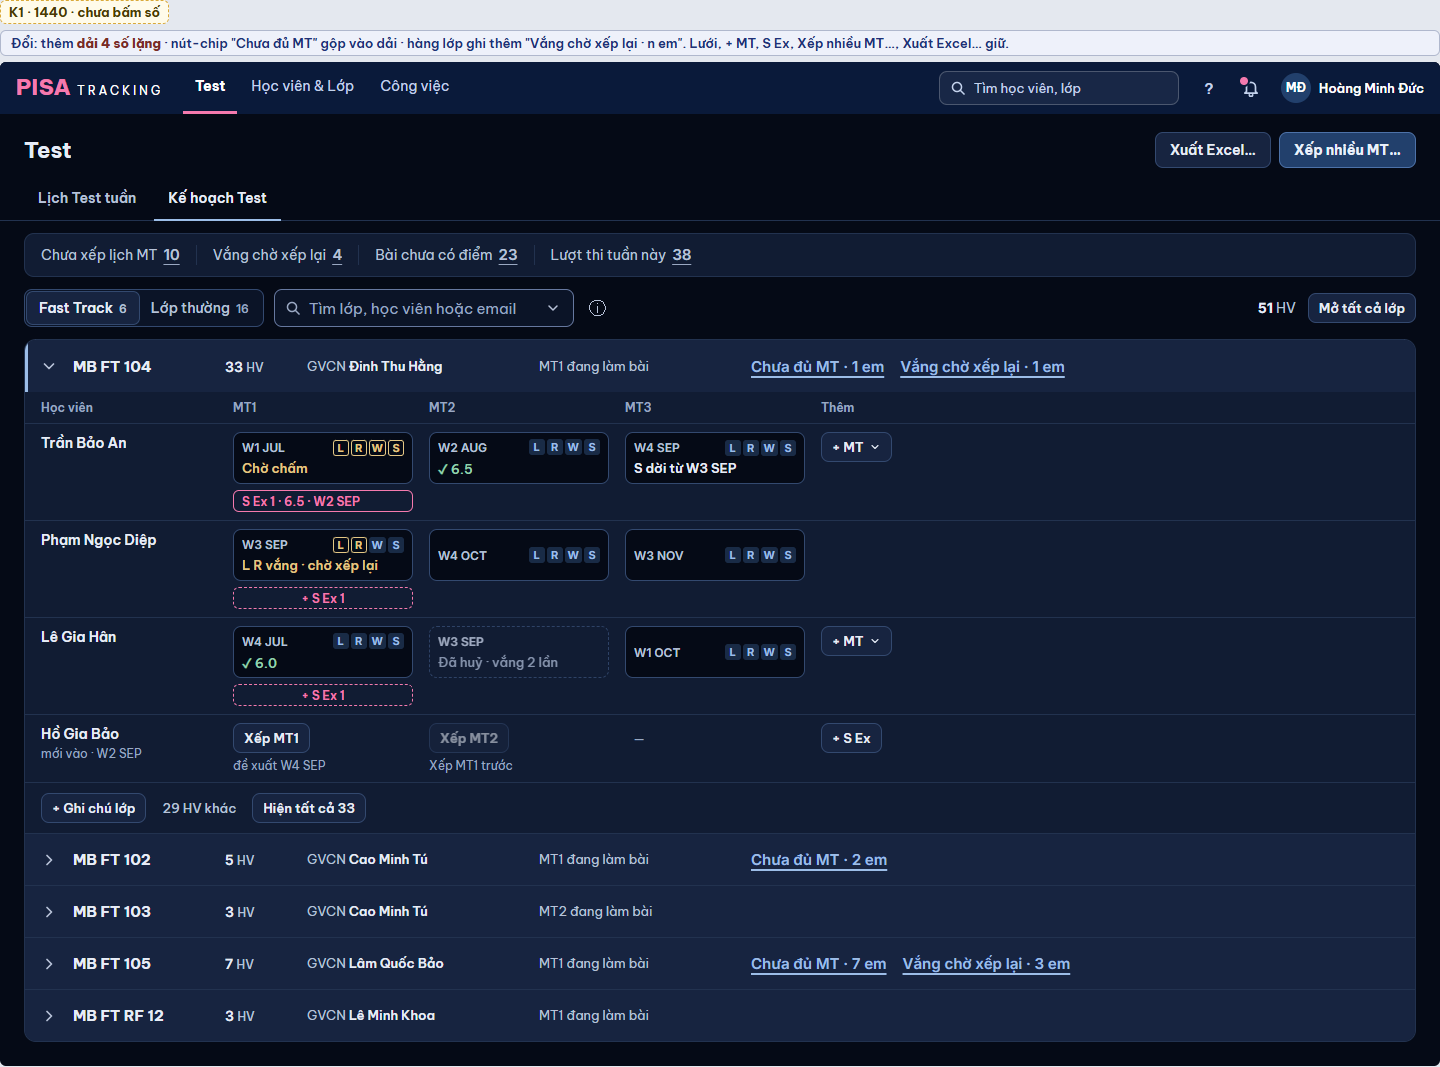 K1 · 1440 · chưa bấm số
Đổi: thêm dải 4 số lặng · nút-chip "Chưa đủ MT" gộp vào dải · hàng lớp ghi thêm "Vắng chờ xếp lại · n em". Lưới, + MT, S Ex, Xếp nhiều MT..., Xuất Excel... giữ.
PISA TRACKING Test Học viên & Lớp Công việc Tìm học viên, lớp ? MĐ Hoàng Minh Đức
Test Xuất Excel... Xếp nhiều MT...
Lịch Test tuần Kế hoạch Test
Chưa xếp lịch MT 10 Vắng chờ xếp lại 4 Bài chưa có điểm 23 Lượt thi tuần này 38
Fast Track 6 Lớp thường 16 Tìm lớp, học viên hoặc email 51 HV Mở tất cả lớp
MB FT 104 33 HV GVCN Đinh Thu Hằng MT1 đang làm bài Chưa đủ MT · 1 em Vắng chờ xếp lại · 1 em
Học viên MT1 MT2 MT3 Thêm
Trần Bảo An W1 JUL L R W S W2 AUG L R W S W4 SEP L R W S + MT
Chờ chấm ✓ 6.5 S dời từ W3 SEP
S Ex 1 · 6.5 · W2 SEP
Phạm Ngọc Diệp W3 SEP L R W S W4 OCT L R W S W3 NOV L R W S
L R vắng · chờ xếp lại
+ S Ex 1
Lê Gia Hân W4 JUL L R W S W3 SEP W1 OCT L R W S + MT
✓ 6.0 Đã huỷ · vắng 2 lần
+ S Ex 1
Hồ Gia Bảo Xếp MT1 Xếp MT2 — + S Ex
mới vào · W2 SEP đề xuất W4 SEP Xếp MT1 trước
+ Ghi chú lớp 29 HV khác Hiện tất cả 33
MB FT 102 5 HV GVCN Cao Minh Tú MT1 đang làm bài Chưa đủ MT · 2 em
MB FT 103 3 HV GVCN Cao Minh Tú MT2 đang làm bài
MB FT 105 7 HV GVCN Lâm Quốc Bảo MT1 đang làm bài Chưa đủ MT · 7 em Vắng chờ xếp lại · 3 em
MB FT RF 12 3 HV GVCN Lê Minh Khoa MT1 đang làm bài